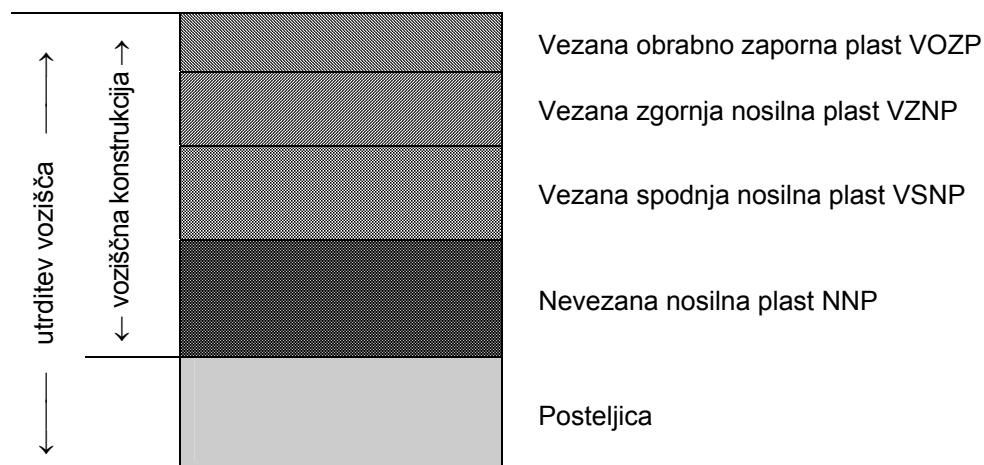 utrditev vozišča
← voziščna konstrukcija →
Vezana obrabno zaporna plast VOZP
Vezana zgornja nosilna plast VZNP
Vezana spodnja nosilna plast VSNP
Nevezana nosilna plast NNP
Posteljica